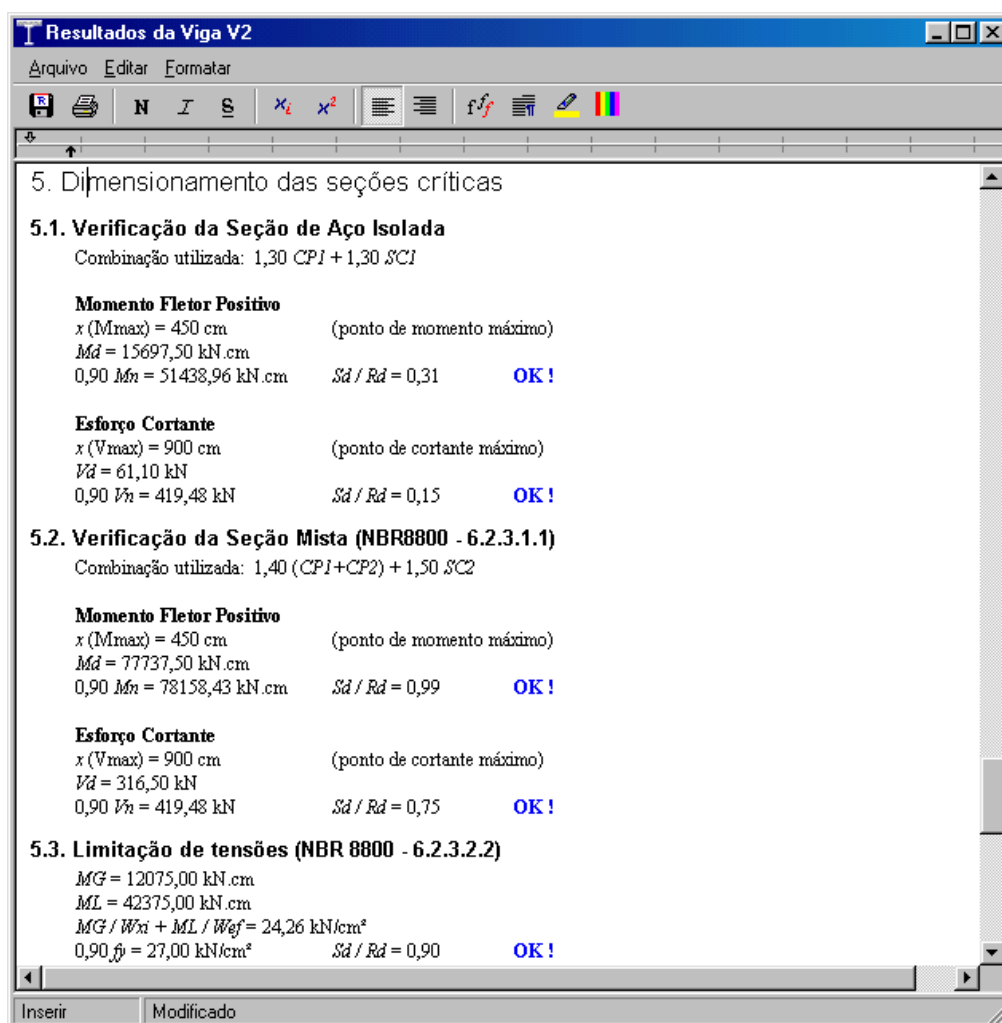 Resultados da Viga V2
Arquivo Editar Formatar
N I S xi x² fff
5. Dimensionamento das seções críticas
5.1. Verificação da Seção de Aço Isolada
Combinação utilizada: 1,30 CP1 + 1,30 SC1
Momento Fletor Positivo
x (Mmax) = 450 cm (ponto de momento máximo)
Md = 15697,50 kN.cm
0,90 Mn = 51438,96 kN.cm Sd / Rd = 0,31 OK !
Esforço Cortante
x (Vmax) = 900 cm (ponto de cortante máximo)
Vd = 61,10 kN
0,90 Vn = 419,48 kN Sd / Rd = 0,15 OK !
5.2. Verificação da Seção Mista (NBR8800 - 6.2.3.1.1)
Combinação utilizada: 1,40 (CP1+CP2) + 1,50 SC2
Momento Fletor Positivo
x (Mmax) = 450 cm (ponto de momento máximo)
Md = 77737,50 kN.cm
0,90 Mn = 78158,43 kN.cm Sd / Rd = 0,99 OK !
Esforço Cortante
x (Vmax) = 900 cm (ponto de cortante máximo)
Vd = 316,50 kN
0,90 Vn = 419,48 kN Sd / Rd = 0,75 OK !
5.3. Limitação de tensões (NBR 8800 - 6.2.3.2.2)
MG = 12075,00 kN.cm
ML = 42375,00 kN.cm
MG / Wxi + ML / Wef = 24,26 kN/cm²
0,90 fy = 27,00 kN/cm² Sd / Rd = 0,90 OK !
Inserir Modificado